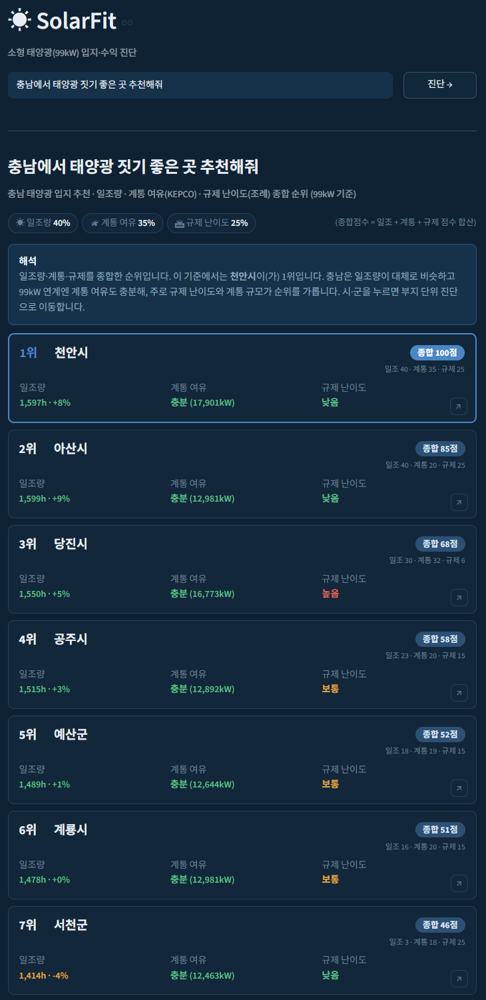 SolarFit
소형 태양광(99kW) 입지·수익 진단
충남에서 태양광 짓기 좋은 곳 추천해줘
진단 →
충남에서 태양광 짓기 좋은 곳 추천해줘
충남 태양광 입지 추천 · 일조량 · 계통 여유(KEPCO) · 규제 난이도(조례) 종합 순위 (99kW 기준)
일조량 40% 계통 여유 35% 규제 난이도 25% (종합점수 = 일조 + 계통 + 규제 점수 합산)
해석
일조량·계통·규제를 종합한 순위입니다. 이 기준에서는 천안시이(가) 1위입니다. 충남은 일조량이 대체로 비슷하고
99kW 연계엔 계통 여유도 충분해, 주로 규제 난이도와 계통 규모가 순위를 가릅니다. 시·군을 누르면 부지 단위 진단
으로 이동합니다.
1위 천안시 종합 100점
일조 40 · 계통 35 · 규제 25
일조량 계통 여유 규제 난이도
1,597h · +8% 충분 (17,901kW) 낮음
2위 아산시 종합 85점
일조 40 · 계통 20 · 규제 25
일조량 계통 여유 규제 난이도
1,599h · +9% 충분 (12,981kW) 낮음
3위 당진시 종합 68점
일조 30 · 계통 32 · 규제 6
일조량 계통 여유 규제 난이도
1,550h · +5% 충분 (16,773kW) 높음
4위 공주시 종합 58점
일조 23 · 계통 20 · 규제 15
일조량 계통 여유 규제 난이도
1,515h · +3% 충분 (12,892kW) 보통
5위 예산군 종합 52점
일조 18 · 계통 19 · 규제 15
일조량 계통 여유 규제 난이도
1,489h · +1% 충분 (12,644kW) 보통
6위 계룡시 종합 51점
일조 16 · 계통 20 · 규제 15
일조량 계통 여유 규제 난이도
1,478h · +0% 충분 (12,981kW) 보통
7위 서천군 종합 46점
일조 3 · 계통 18 · 규제 25
일조량 계통 여유 규제 난이도
1,414h · -4% 충분 (12,463kW) 낮음